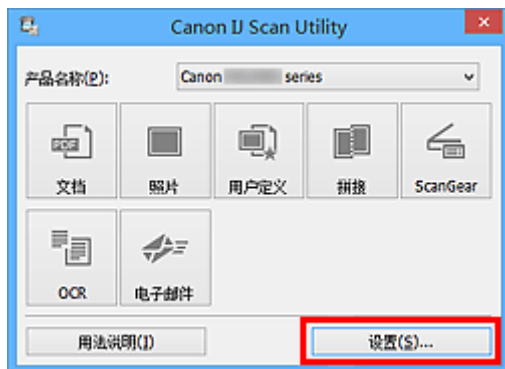 Canon IJ Scan Utility
产品名称(P): Canon series
文档 照片 用户定义 拼接 ScanGear
OCR 电子邮件
用法说明(I) 设置(S)...